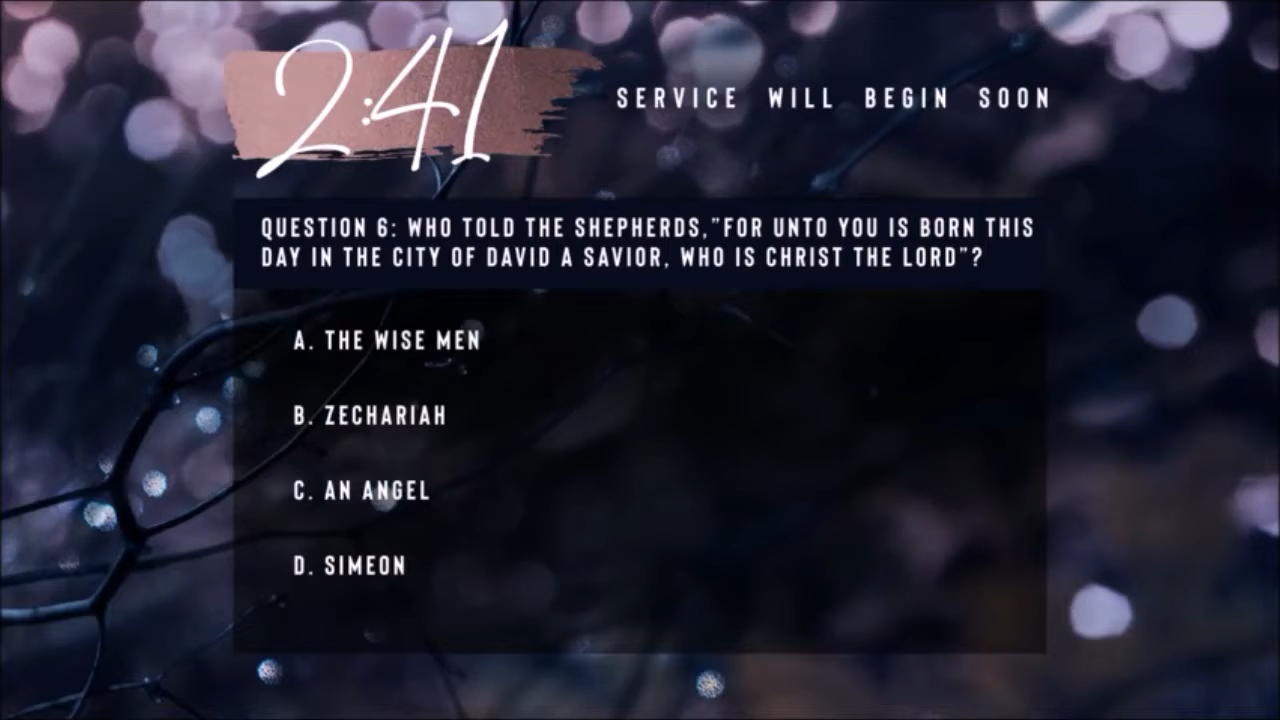 2:41
SERVICE WILL BEGIN SOON
QUESTION 6: WHO TOLD THE SHEPHERDS,"FOR UNTO YOU IS BORN THIS
DAY IN THE CITY OF DAVID A SAVIOR, WHO IS CHRIST THE LORD"?
A. THE WISE MEN
B. ZECHARIAH
C. AN ANGEL
D. SIMEON